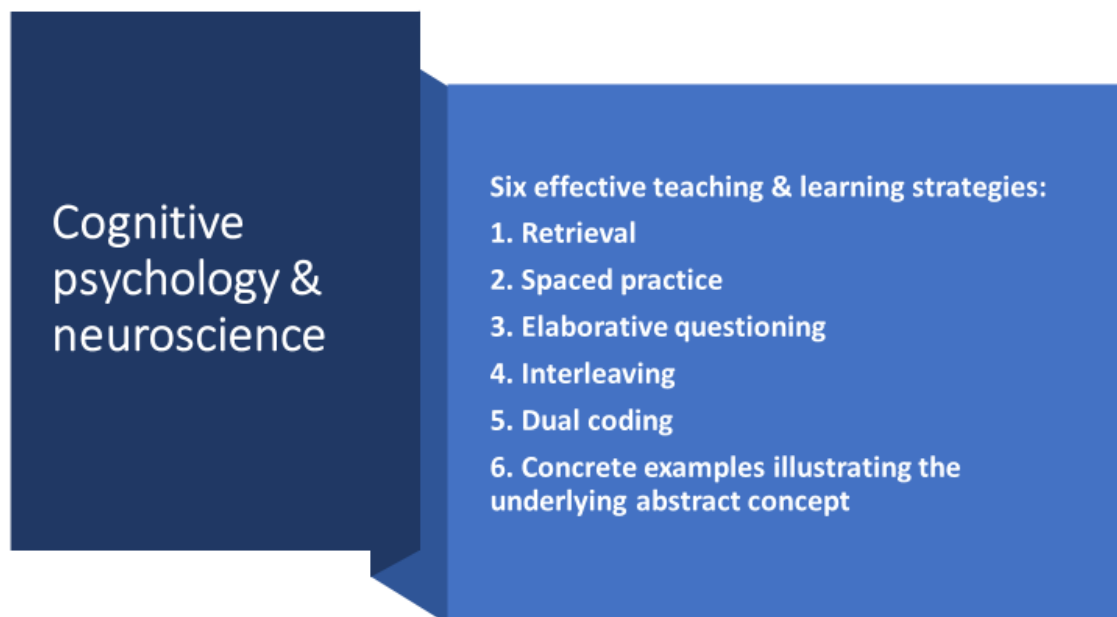 Cognitive
psychology &
neuroscience
Six effective teaching & learning strategies:
1. Retrieval
2. Spaced practice
3. Elaborative questioning
4. Interleaving
5. Dual coding
6. Concrete examples illustrating the
underlying abstract concept